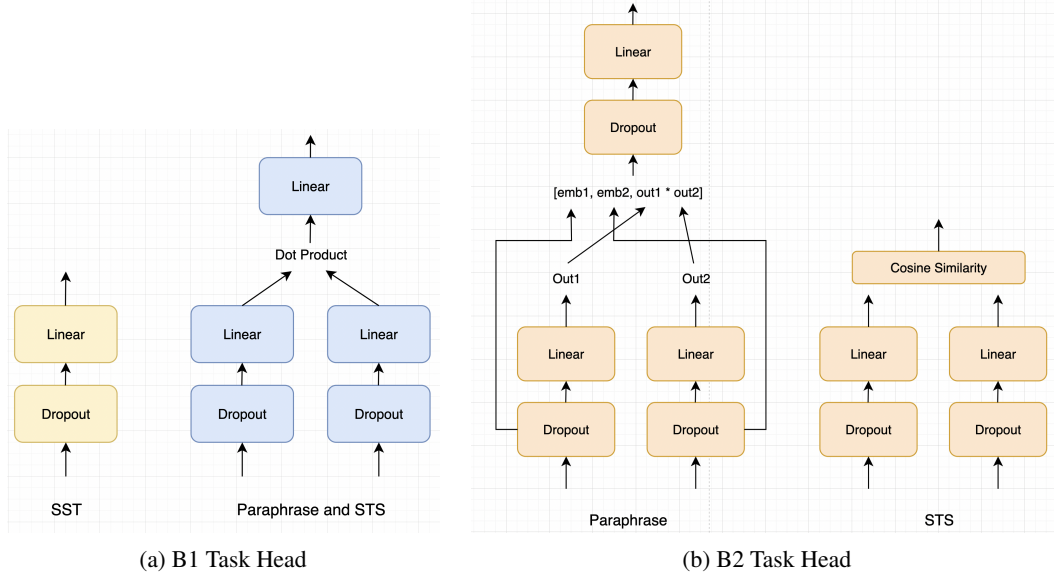 Linear
Dot Product
Linear
Linear
Linear
Dropout
Dropout
Dropout
SST
Paraphrase and STS
(a) B1 Task Head
Linear
Dropout
[emb1, emb2, out1 * out2]
Out1
Out2
Linear
Linear
Dropout
Dropout
Paraphrase
Cosine Similarity
Linear
Linear
Dropout
Dropout
STS
(b) B2 Task Head